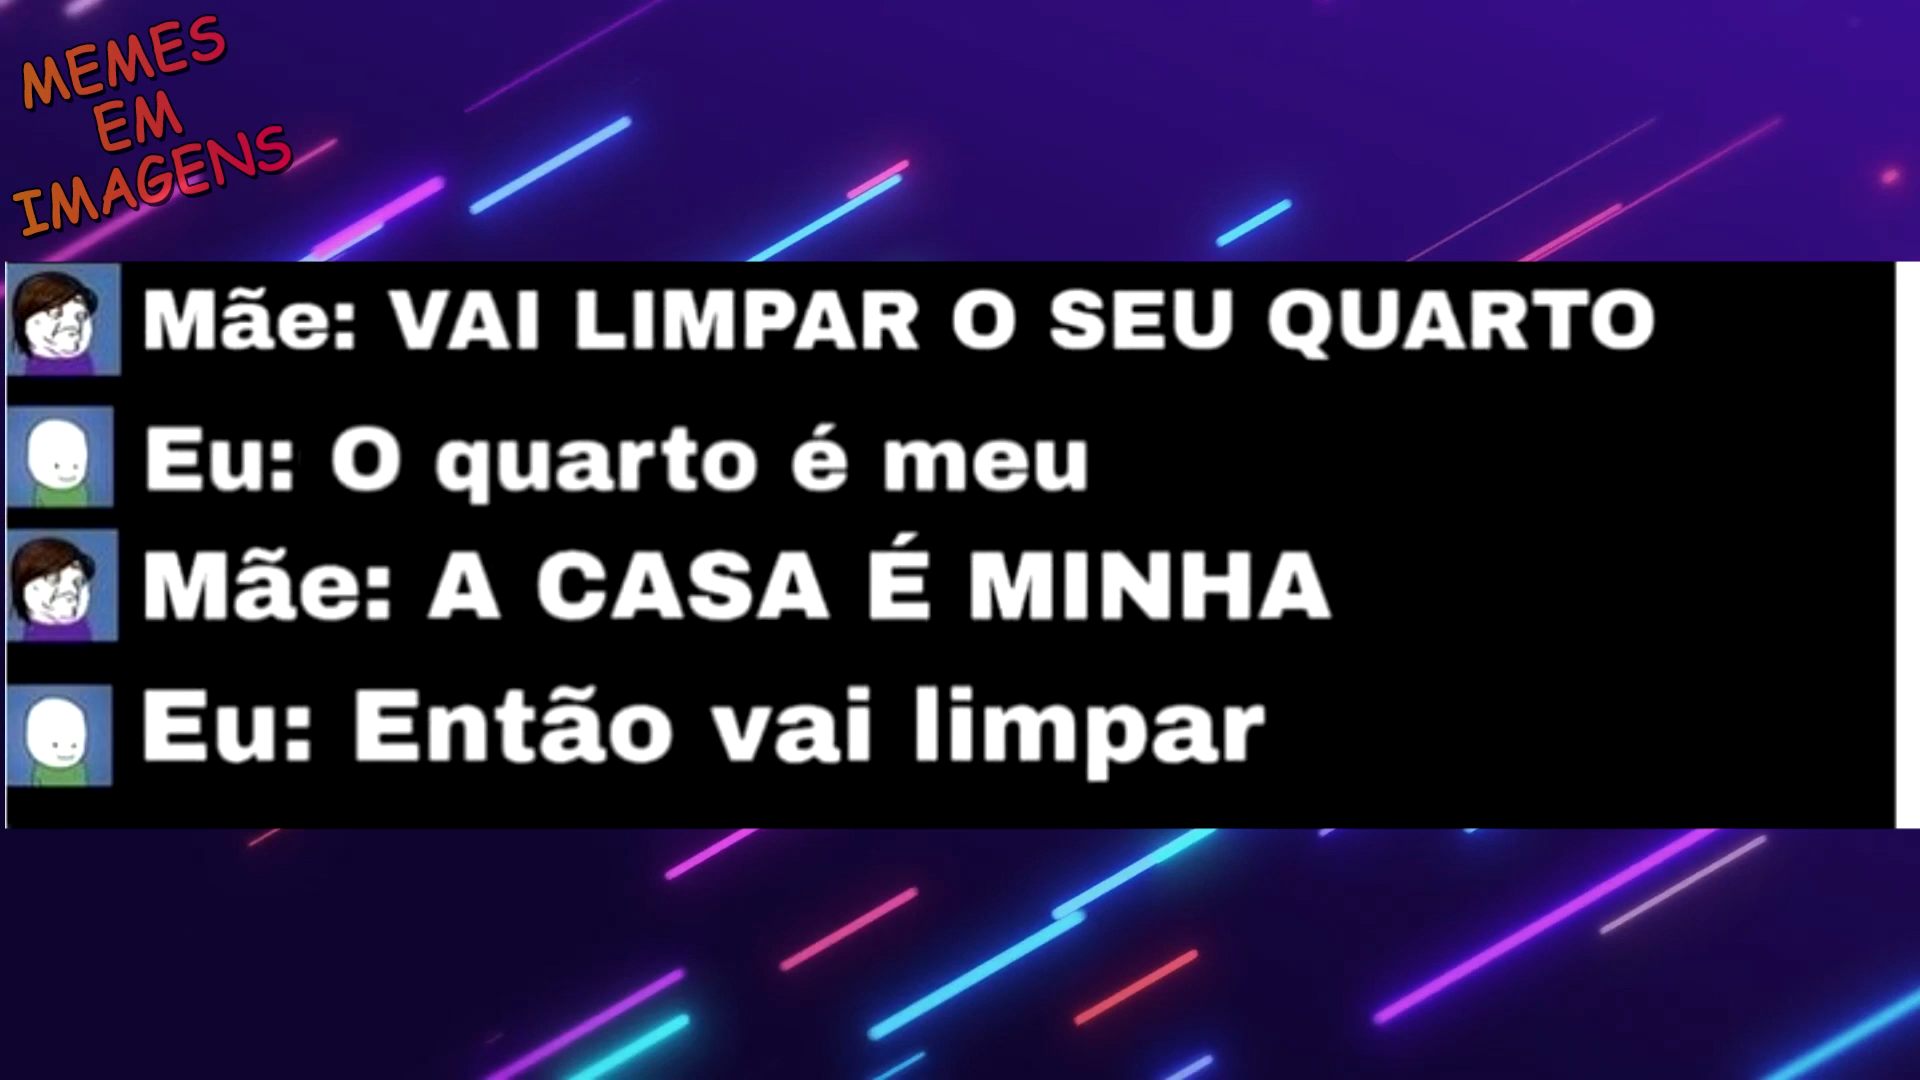 MEMES
EM
IMAGENS
Mãe: VAI LIMPAR O SEU QUARTO
Eu: O quarto é meu
Mãe: A CASA É MINHA
Eu: Então vai limpar